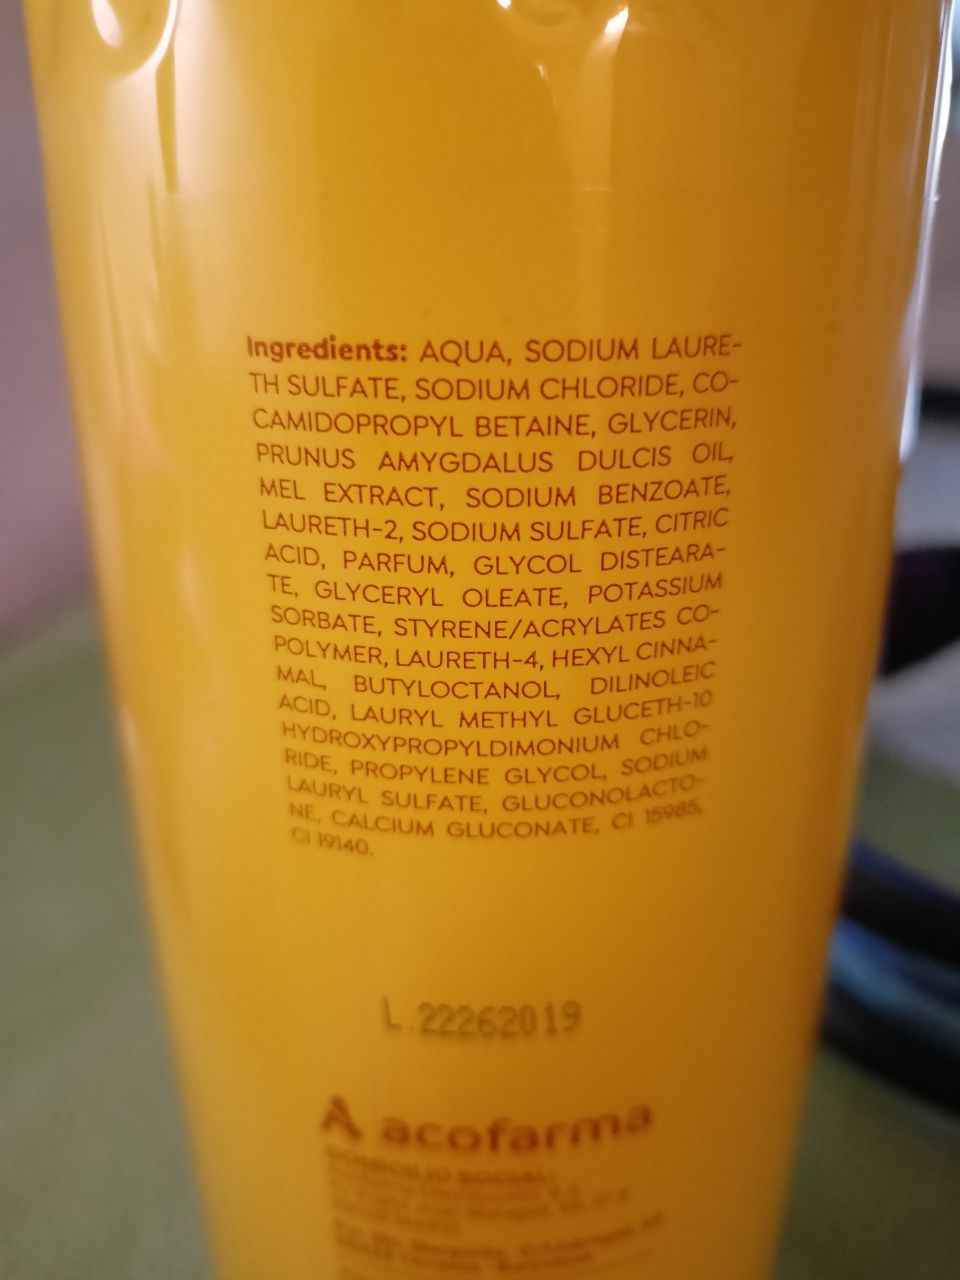 Ingredients: AQUA, SODIUM LAURE-
TH SULFATE, SODIUM CHLORIDE, CO-
CAMIDOPROPYL BETAINE, GLYCERIN,
PRUNUS AMYGDALUS DULCIS OIL,
MEL EXTRACT, SODIUM BENZOATE,
LAURETH-2, SODIUM SULFATE, CITRIC
ACID, PARFUM, GLYCOL DISTEARA-
TE, GLYCERYL OLEATE, POTASSIUM
SORBATE, STYRENE/ACRYLATES CO-
POLYMER, LAURETH-4, HEXYL CINNA-
MAL, BUTYLOCTANOL, DILINOLEIC
ACID, LAURYL METHYL GLUCETH-10
HYDROXYPROPYLDIMONIUM CHLO-
RIDE, PROPYLENE GLYCOL, SODIUM
LAURYL SULFATE, GLUCONOLACTO-
NE, CALCIUM GLUCONATE, CI 15985,
CI 19140.
L.22262019
acofarma
DOMICILIO SOCIAL: